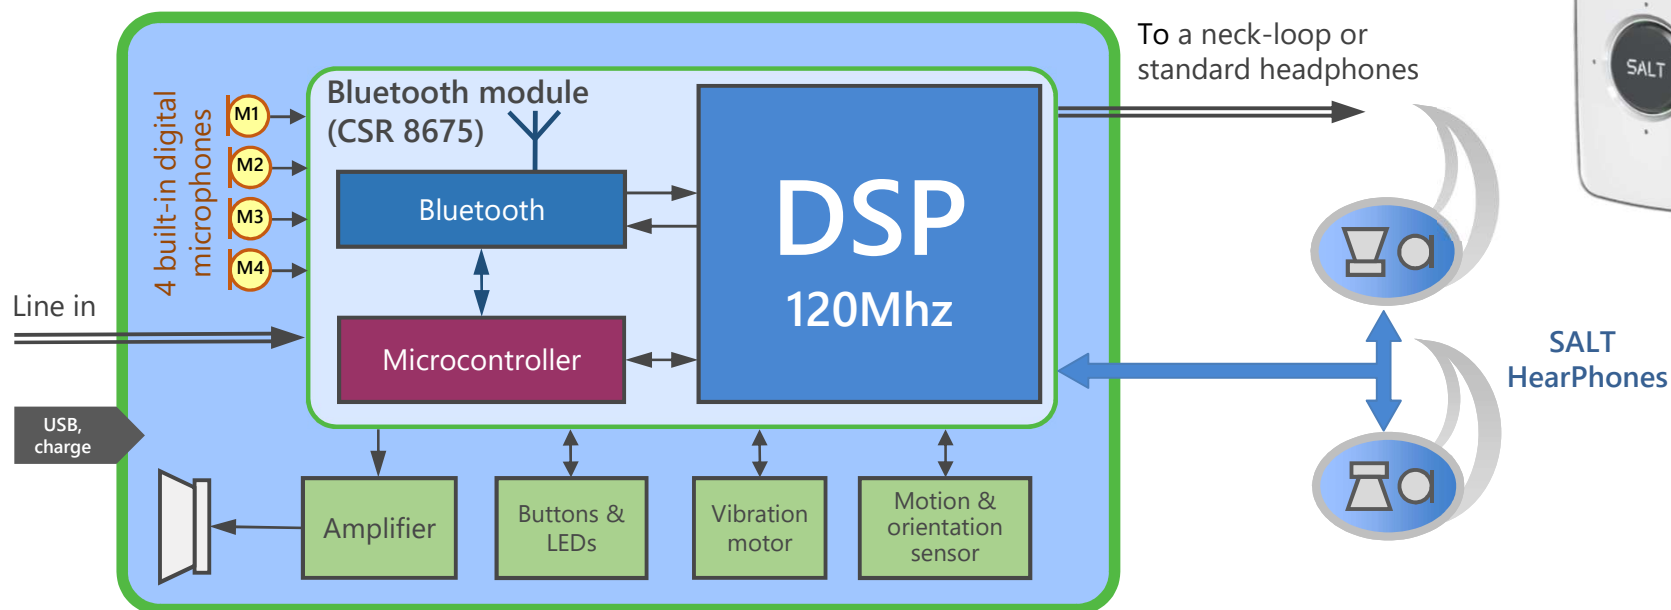 To a neck-loop or
standard headphones
SALT
Bluetooth module
(CSR 8675)
4 built-in digital
microphones
M1
M2
M3
M4
Bluetooth
DSP
120Mhz
Line in
Microcontroller
SALT
HearPhones
USB,
charge
Amplifier
Buttons &
LEDs
Vibration
motor
Motion &
orientation
sensor